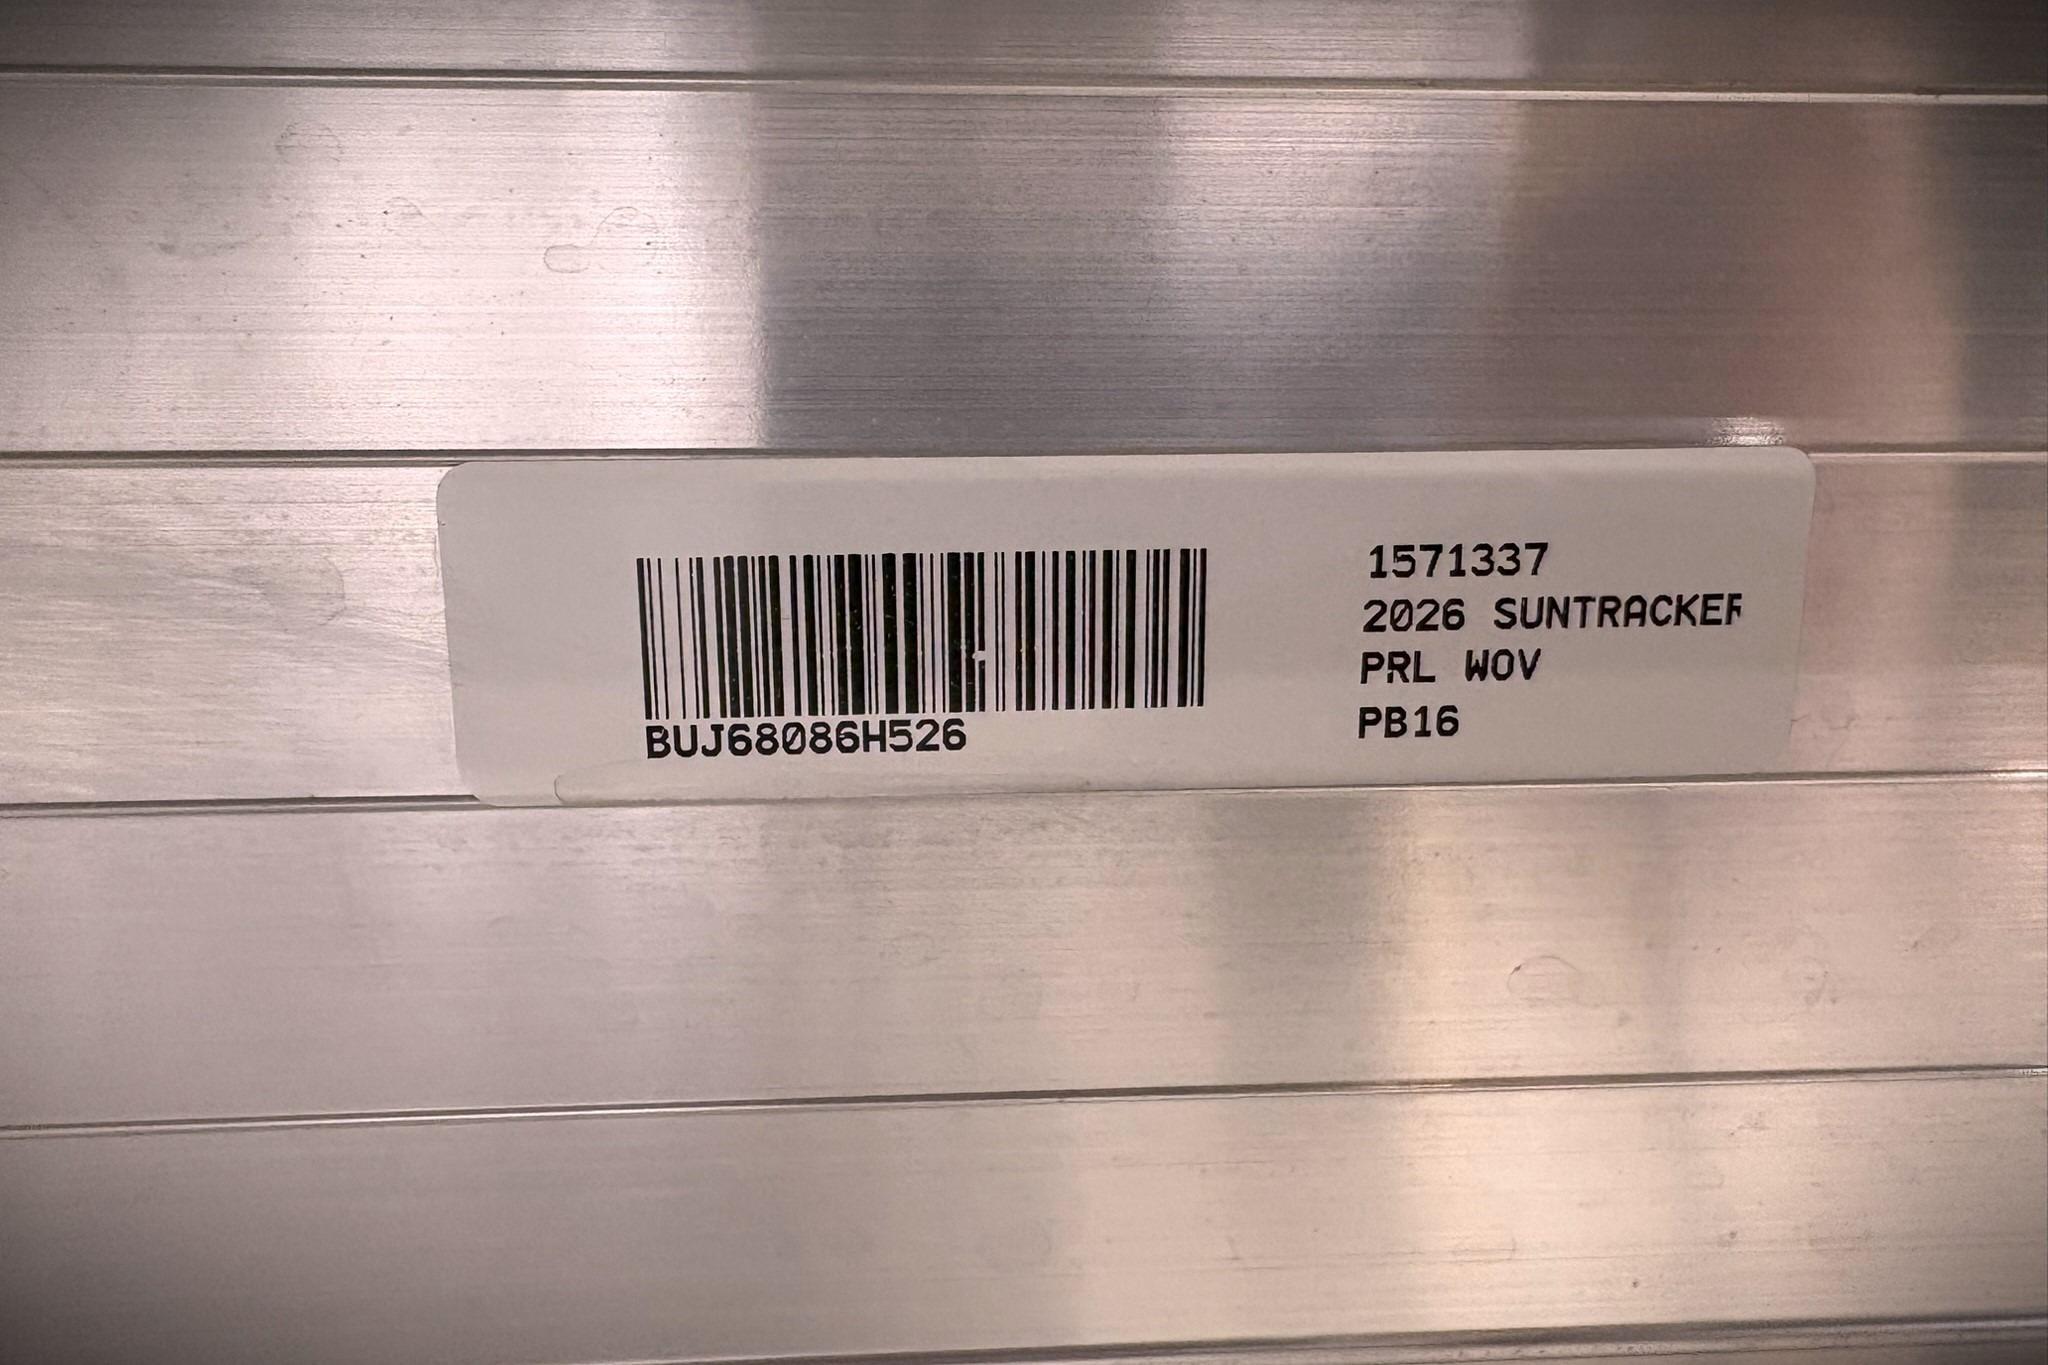 BUJ68086H526
1571337
2026 SUNTRACKER
PRL WOV
PB16